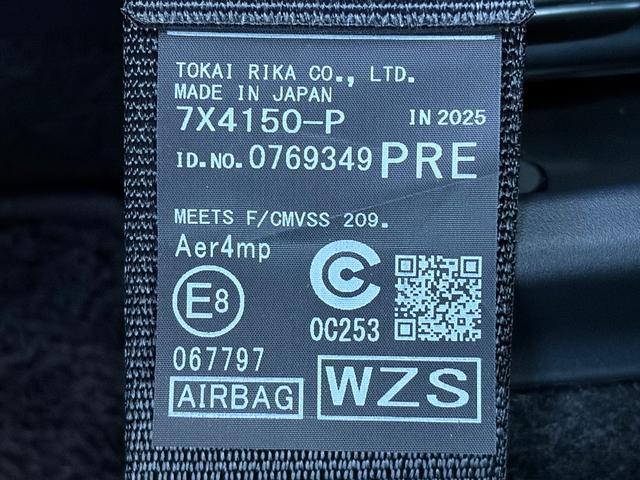 TOKAI RIKA CO., LTD.
MADE IN JAPAN
7X4150-P IN 2025
ID.NO. 0769349 PRE
MEETS F/CMVSS 209.
Aer4mp
E8
C
OC253
067797
AIRBAG
WZS